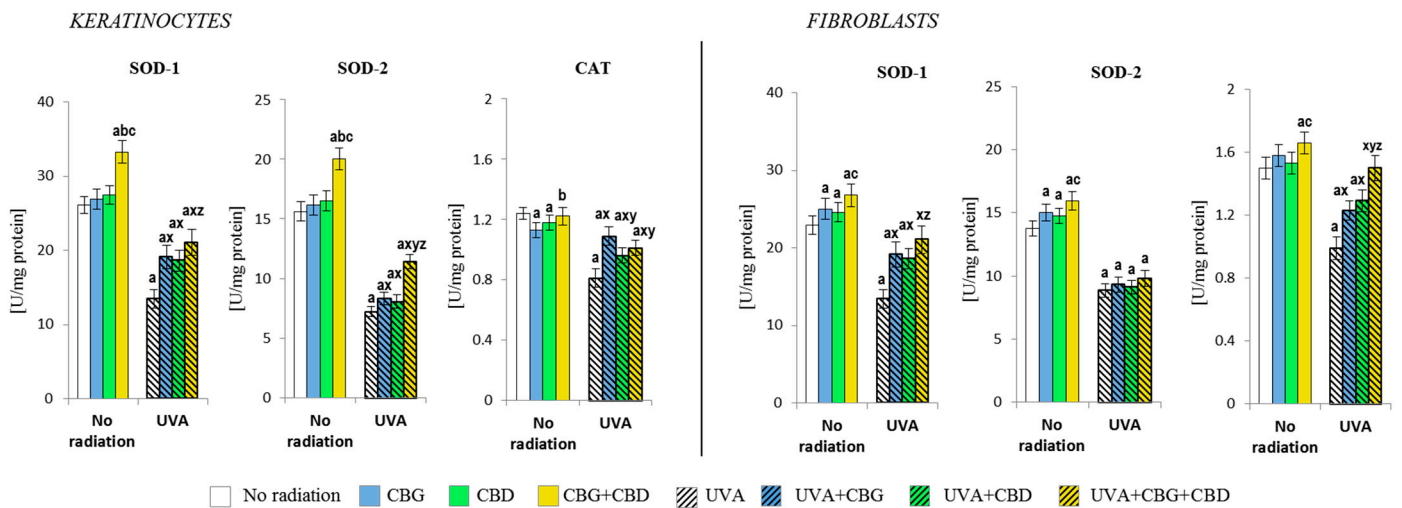 KERATINOCYTES
FIBROBLASTS
SOD-1
[U/mg protein]
40
30
20
10
0
abc
a
ax
ax
axz
No radiation
UVA
SOD-2
[U/mg protein]
25
20
15
10
5
0
abc
a
ax
ax
axyz
No radiation
UVA
CAT
[U/mg protein]
2
1.6
1.2
0.8
0.4
0
a
a
b
a
ax
axy
axy
No radiation
UVA
SOD-1
[U/mg protein]
40
30
20
10
0
a
a
ac
a
ax
ax
xz
No radiation
UVA
SOD-2
[U/mg protein]
25
20
15
10
5
0
a
a
ac
a
a
a
a
No radiation
UVA
[U/mg protein]
2
1.6
1.2
0.8
0.4
0
ac
a
ax
ax
xyz
No radiation
UVA
No radiation
CBG
CBD
CBG+CBD
UVA
UVA+CBG
UVA+CBD
UVA+CBG+CBD